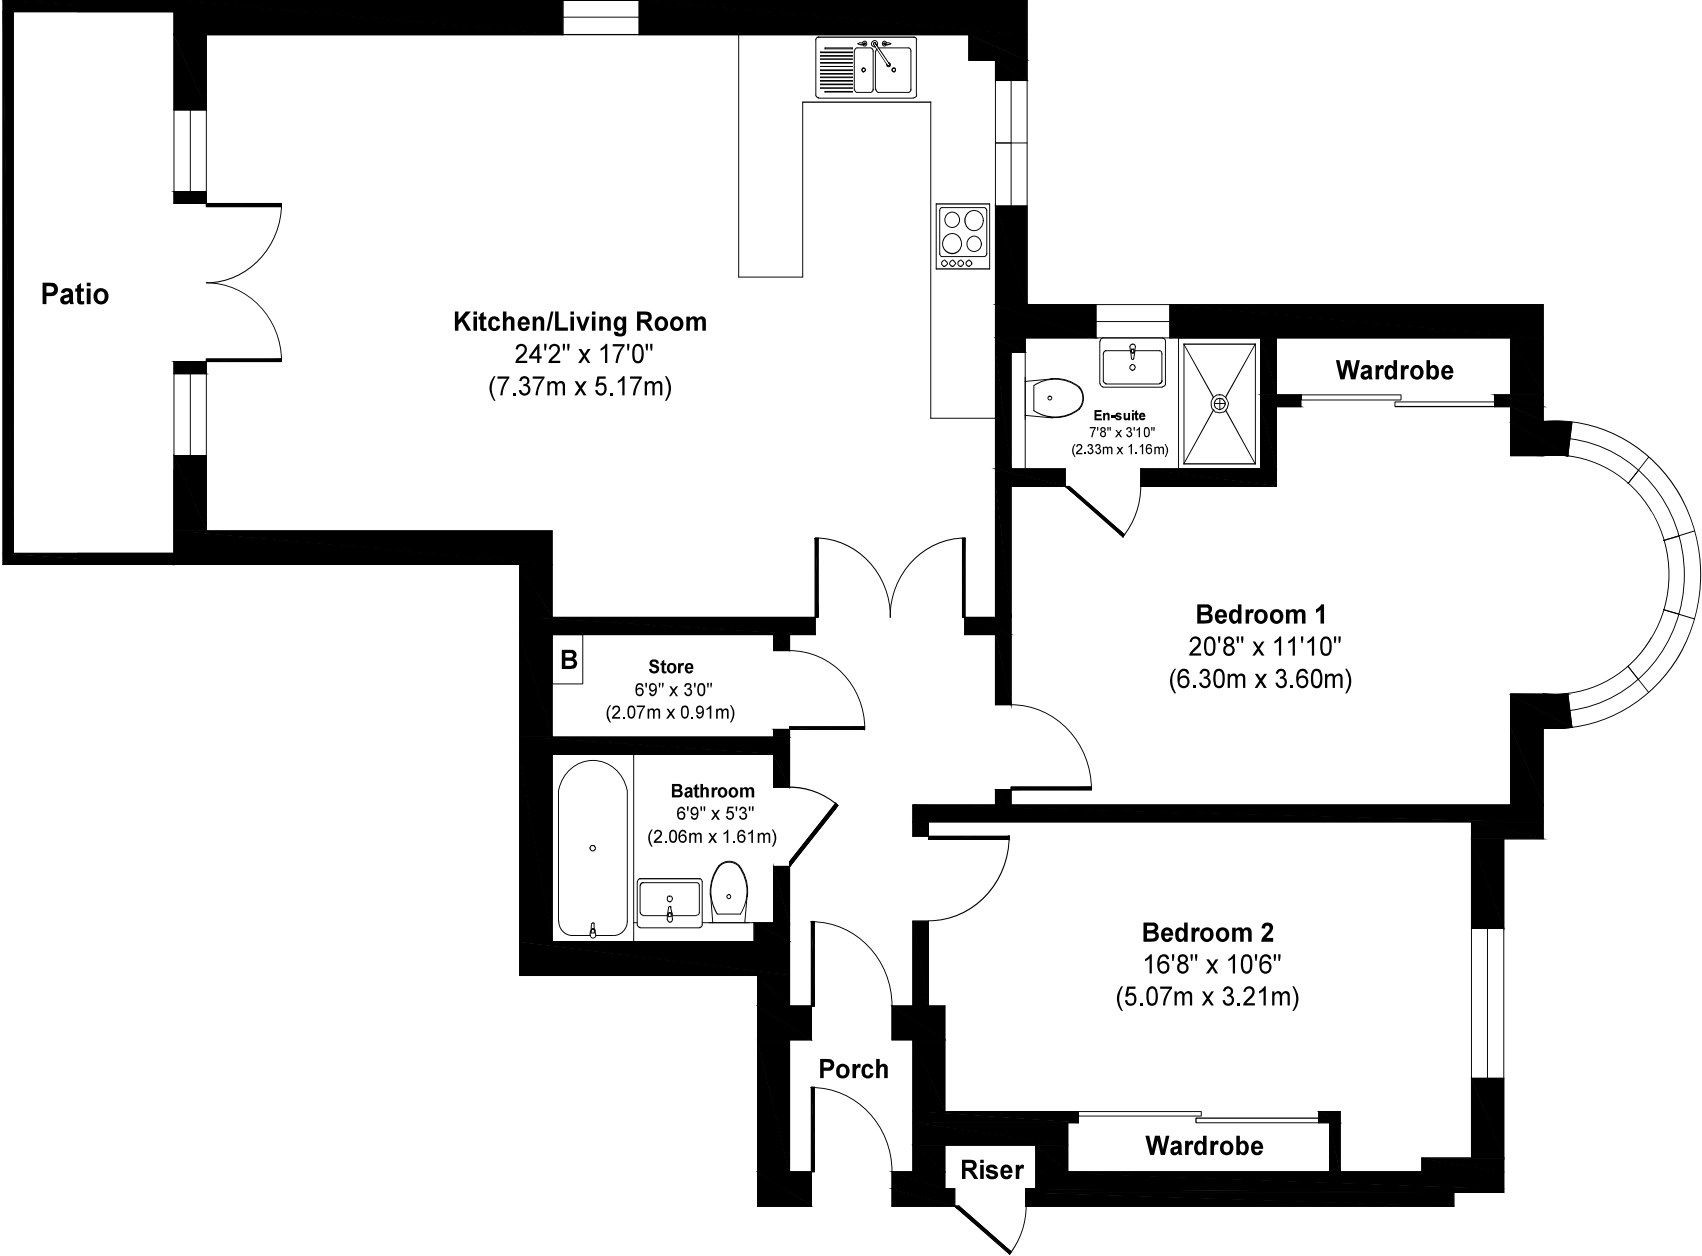 Patio
Kitchen/Living Room
24'2" x 17'0"
(7.37m x 5.17m)
En-suite
7'8" x 3'10"
(2.33m x 1.16m)
Wardrobe
Bedroom 1
20'8" x 11'10"
(6.30m x 3.60m)
B
Store
6'9" x 3'0"
(2.07m x 0.91m)
Bathroom
6'9" x 5'3"
(2.06m x 1.61m)
Bedroom 2
16'8" x 10'6"
(5.07m x 3.21m)
Porch
Wardrobe
Riser